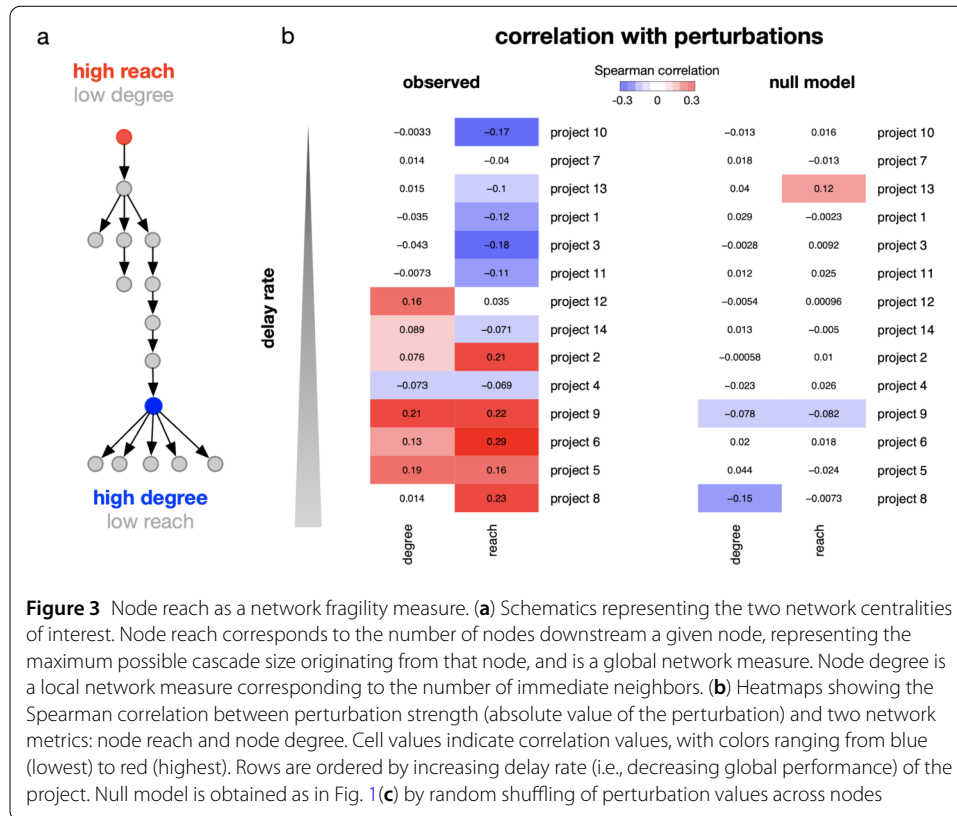 a
b
correlation with perturbations
high reach
low degree
observed
Spearman correlation
-0.3 0 0.3
null model
delay rate
−0.0033 −0.17 project 10 −0.013 0.016 project 10
0.014 −0.04 project 7 0.018 −0.013 project 7
0.015 −0.1 project 13 0.04 0.12 project 13
−0.035 −0.12 project 1 0.029 −0.0023 project 1
−0.043 −0.18 project 3 −0.0028 0.0092 project 3
−0.0073 −0.11 project 11 0.012 0.025 project 11
0.16 0.035 project 12 −0.0054 0.00096 project 12
0.089 −0.071 project 14 0.013 −0.005 project 14
0.076 0.21 project 2 −0.00058 0.01 project 2
−0.073 −0.069 project 4 −0.023 0.026 project 4
0.21 0.22 project 9 −0.078 −0.082 project 9
0.13 0.29 project 6 0.02 0.018 project 6
0.19 0.16 project 5 0.044 −0.024 project 5
0.014 0.23 project 8 −0.15 −0.0073 project 8
high degree
low reach
degree reach degree reach
Figure 3 Node reach as a network fragility measure. (a) Schematics representing the two network centralities
of interest. Node reach corresponds to the number of nodes downstream a given node, representing the
maximum possible cascade size originating from that node, and is a global network measure. Node degree is
a local network measure corresponding to the number of immediate neighbors. (b) Heatmaps showing the
Spearman correlation between perturbation strength (absolute value of the perturbation) and two network
metrics: node reach and node degree. Cell values indicate correlation values, with colors ranging from blue
(lowest) to red (highest). Rows are ordered by increasing delay rate (i.e., decreasing global performance) of the
project. Null model is obtained as in Fig. 1(c) by random shuffling of perturbation values across nodes